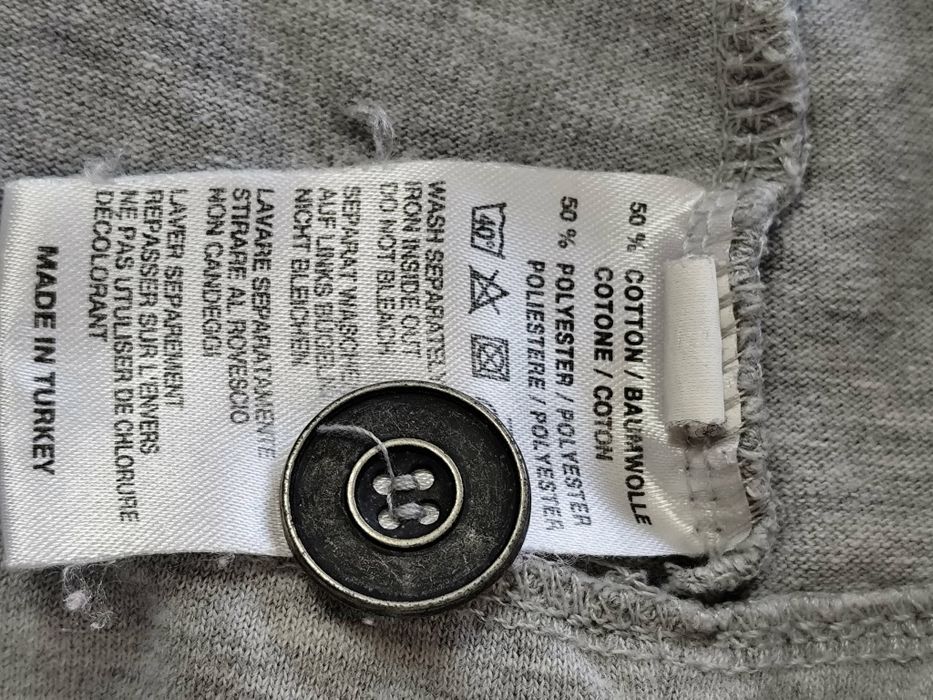 50 % COTTON / BAUMWOLLE
COTONE / COTON
50 % POLYESTER / POLYESTER
POLIESTERE / POLYESTER
40°
WASH SEPARATELY
IRON INSIDE OUT
DO NOT BLEACH
SEPARAT WASCHEN
AUF LINKS BÜGELN
NICHT BLEICHEN
LAVARE SEPARATAMENTE
STIRARE AL ROVESCIO
NON CANDEGGI
LAVER SEPAREMENT
REPASSER SUR L'ENVERS
NE PAS UTULISER DE CHLORURE
DECOLORANT
MADE IN TURKEY